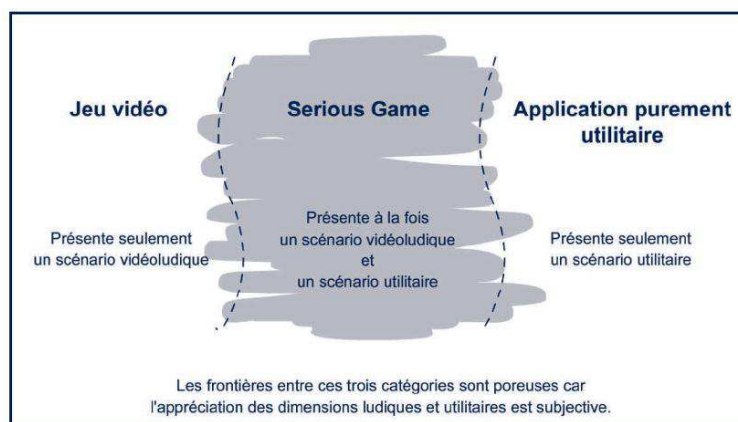 Jeu vidéo
Serious Game
Application purement
utilitaire
Présente seulement
un scénario vidéoludique
Présente à la fois
un scénario vidéoludique
et
un scénario utilitaire
Présente seulement
un scénario utilitaire
Les frontières entre ces trois catégories sont poreuses car
l'appréciation des dimensions ludiques et utilitaires est subjective.